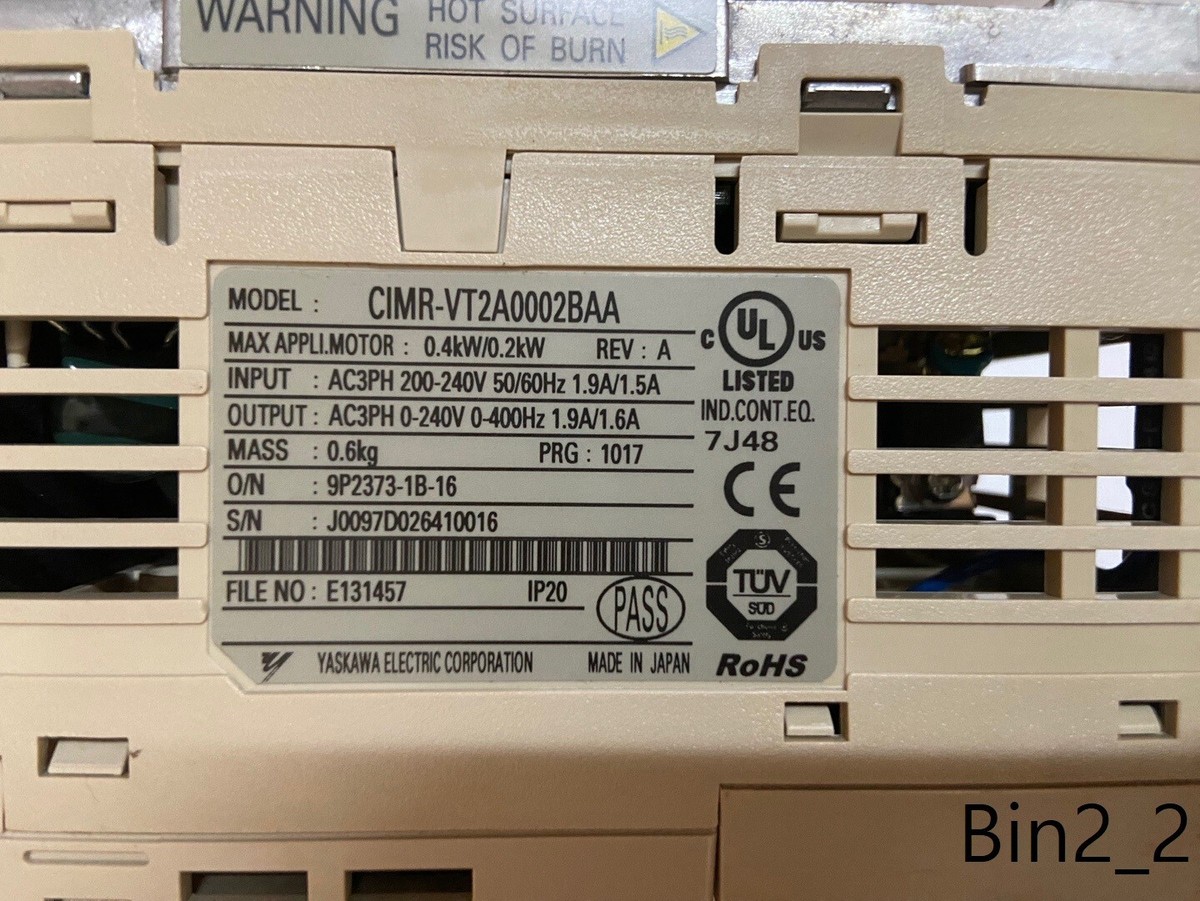 WARNING
HOT SURFACE
RISK OF BURN
MODEL : CIMR-VT2A0002BAA
MAX APPLI.MOTOR : 0.4kW/0.2kW REV : A
INPUT : AC3PH 200-240V 50/60Hz 1.9A/1.5A
OUTPUT : AC3PH 0-240V 0-400Hz 1.9A/1.6A
MASS : 0.6kg PRG : 1017
O/N : 9P2373-1B-16
S/N : J0097D026410016
FILE NO : E131457 IP20
PASS
YASKAWA ELECTRIC CORPORATION MADE IN JAPAN
C UL US
LISTED
IND.CONT.EQ.
7J48
CE
TÜV
SÜD
RoHS
Bin2_2